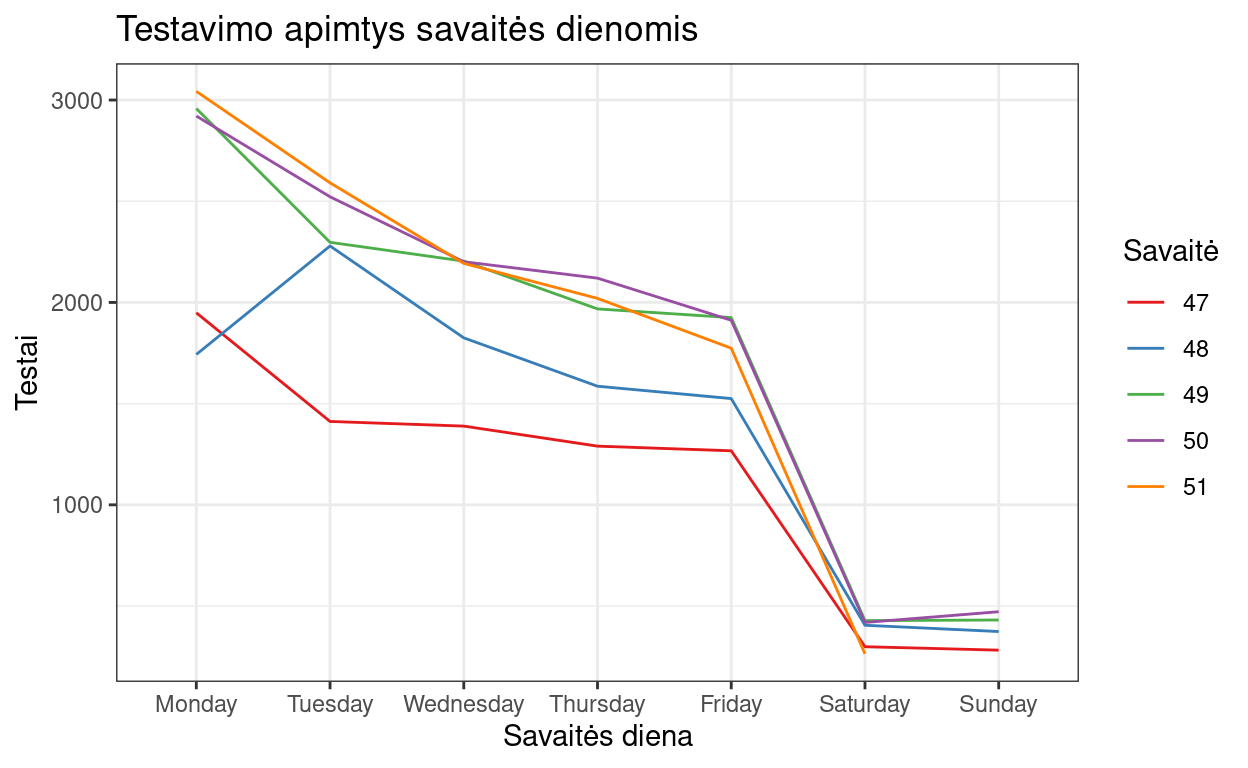 Testavimo apimtys savaitės dienomis
3000
2000
1000
Testai
Monday Tuesday Wednesday Thursday Friday Saturday Sunday
Savaitės diena
Savaitė
47
48
49
50
51